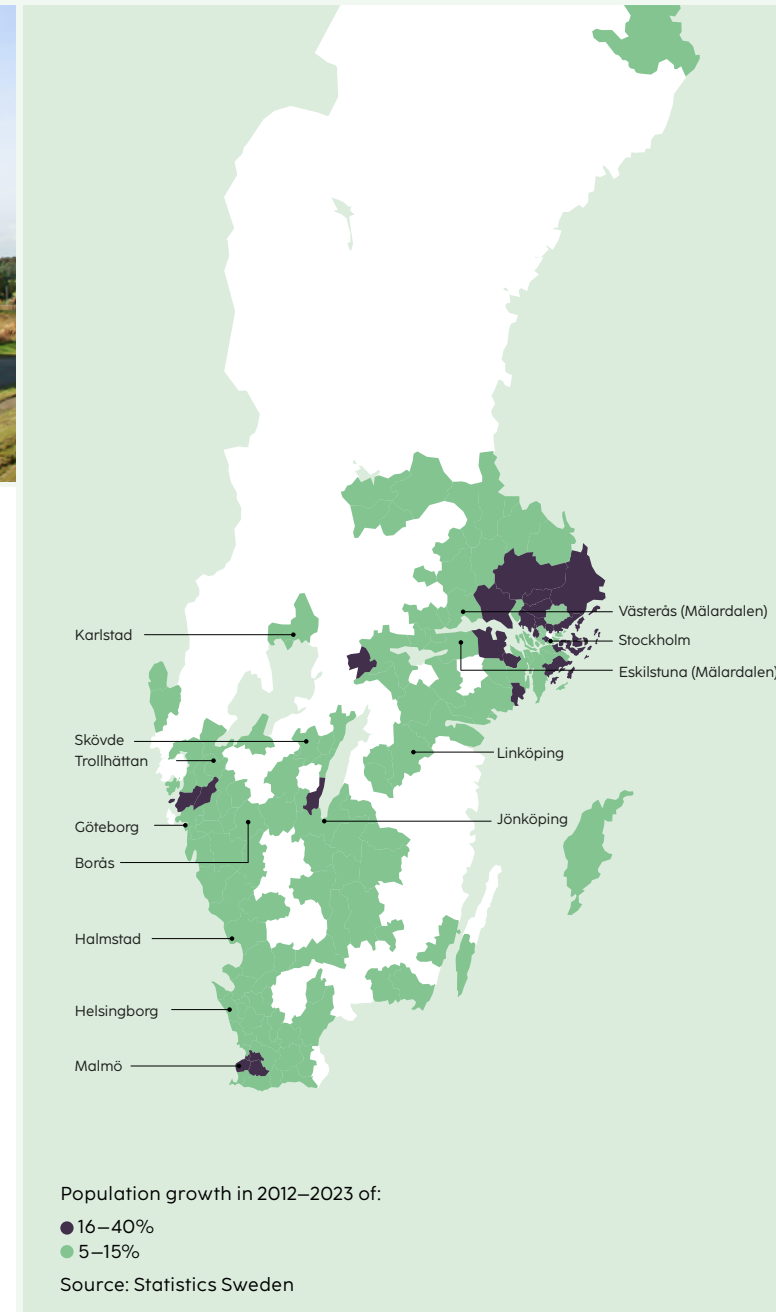 Västerås (Mälardalen)
Karlstad
Stockholm
Eskilstuna (Mälardalen)
Skövde
Linköping
Trollhättan
Jönköping
Göteborg
Borås
Halmstad
Helsingborg
Malmö
Population growth in 2012–2023 of:
16–40%
5–15%
Source: Statistics Sweden